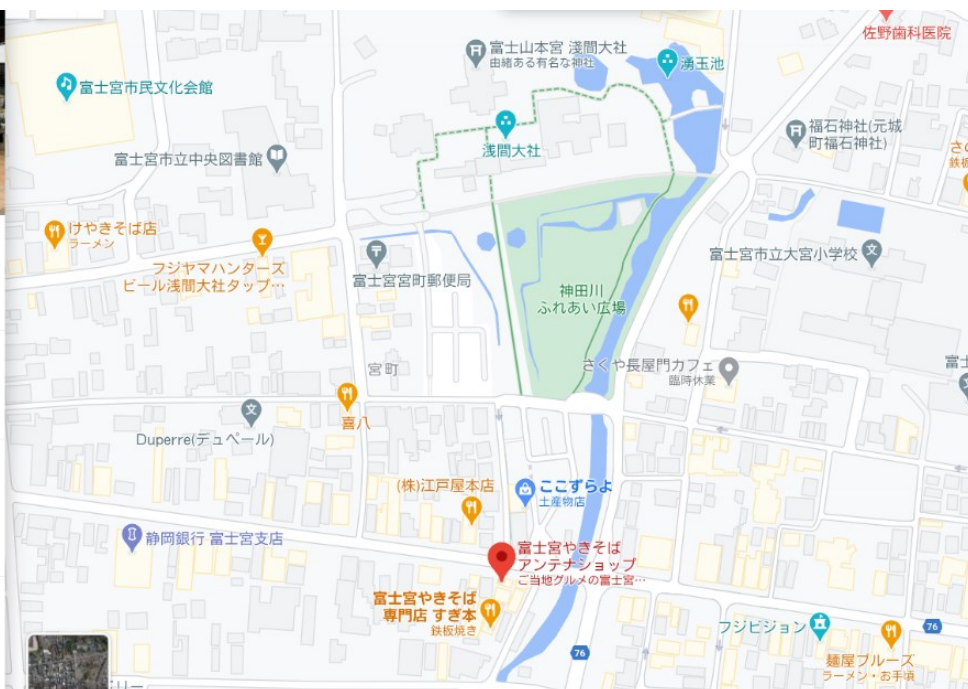 佐野歯科医院
富士山本宮 浅間大社
由緒ある有名な神社
湧玉池
富士宮市民文化会館
浅間大社
福石神社(元城
町福石神社)
富士宮市立中央図書館
けやきそば店
ラーメン
フジヤマハンターズ
ビール浅間大社タップ…
富士宮宮町郵便局
富士宮市立大宮小学校
神田川
ふれあい広場
宮町
さくや長屋門カフェ
臨時休業
喜八
Duperre(デュペール)
(株)江戸屋本店
ここずらよ
土産物店
静岡銀行 富士宮支店
富士宮やきそば
アンテナショップ
ご当地グルメの富士宮…
富士宮やきそば
専門店 すぎ本
鉄板焼き
フジビジョン
76
76
麺屋ブルーズ
ラーメン・お手頃